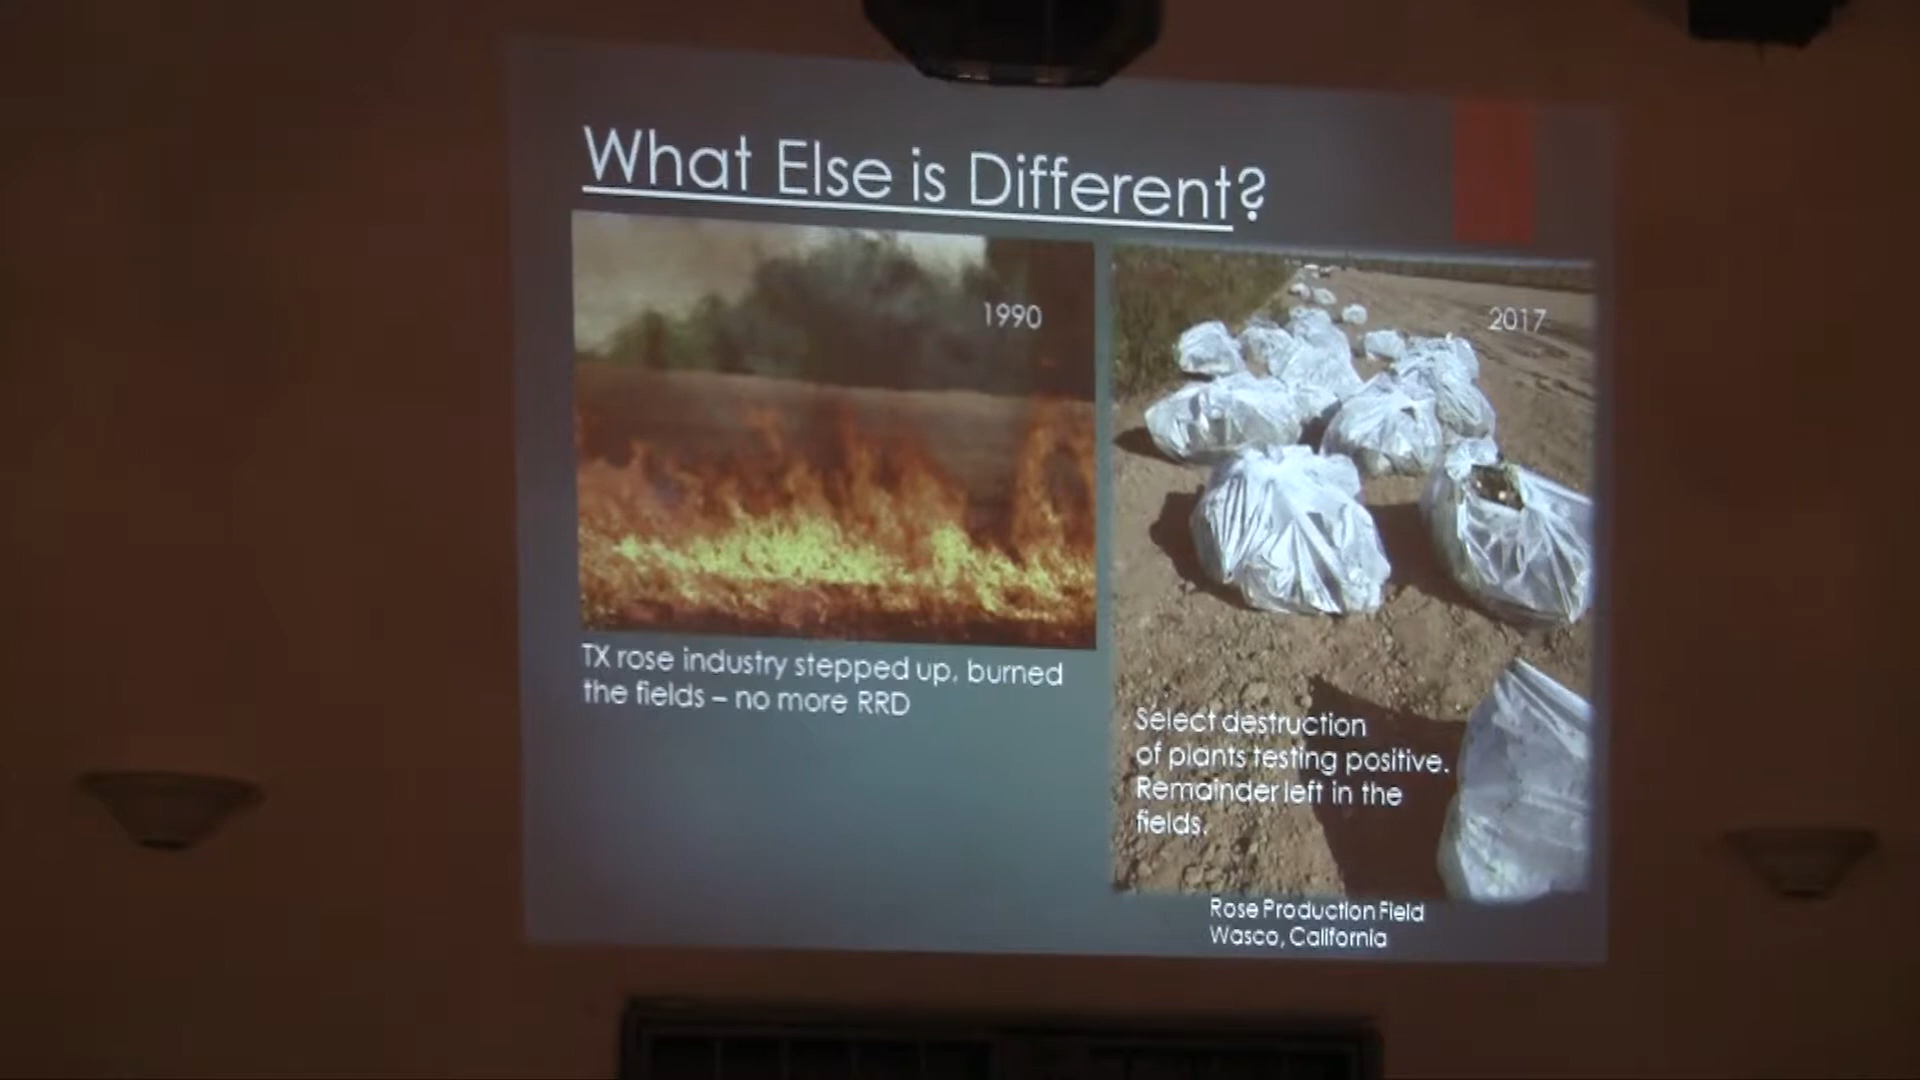 What Else is Different?
1990
TX rose industry stepped up, burned
the fields – no more RRD
2017
Select destruction
of plants testing positive.
Remainder left in the
fields.
Rose Production Field
Wasco, California